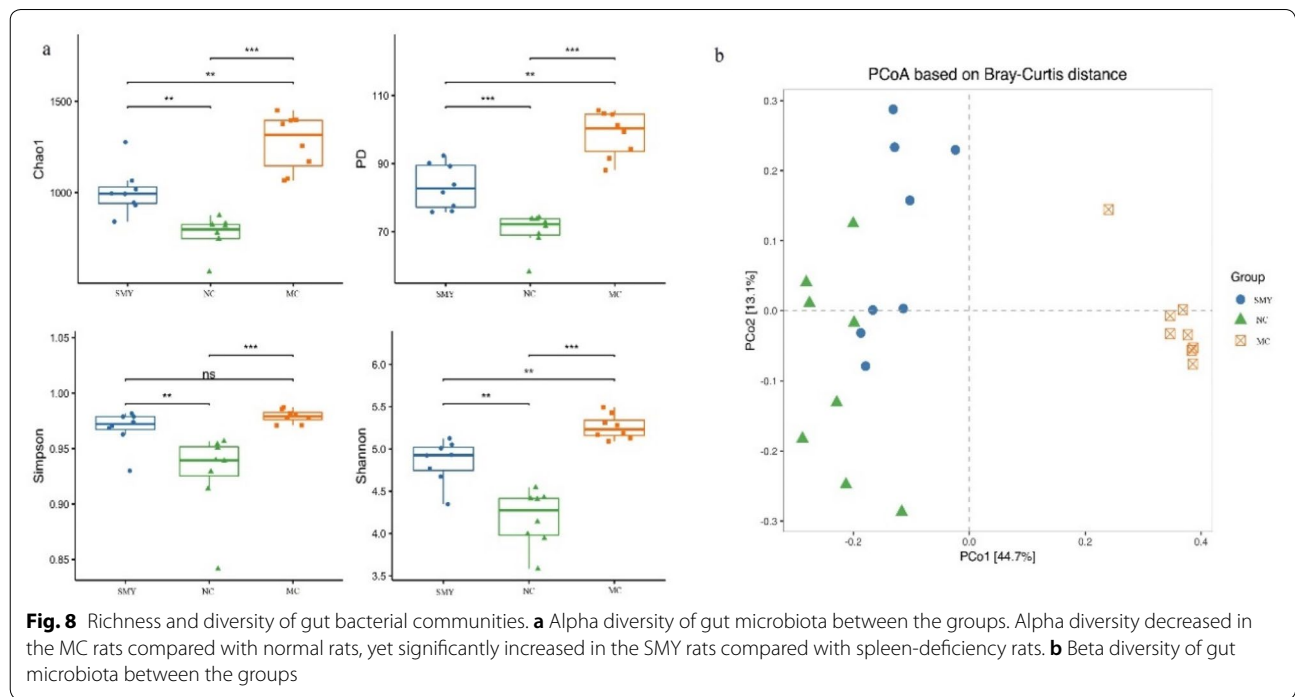 a
b
***
**
**
1500
1000
Chao1
SMY
NC
MC
***
**
***
110
90
70
PD
SMY
NC
MC
***
ns
**
1.05
1.00
0.95
0.90
0.85
Simpson
SMY
NC
MC
***
**
**
6.0
5.5
5.0
4.5
4.0
3.5
Shannon
SMY
NC
MC
PCoA based on Bray-Curtis distance
0.3
0.2
0.1
0.0
-0.1
-0.2
-0.3
PCo2 [13.1%]
-0.2
0.0
0.2
0.4
PCo1 [44.7%]
Group
SMY
NC
MC
Fig. 8 Richness and diversity of gut bacterial communities. a Alpha diversity of gut microbiota between the groups. Alpha diversity decreased in
the MC rats compared with normal rats, yet significantly increased in the SMY rats compared with spleen-deficiency rats. b Beta diversity of gut
microbiota between the groups